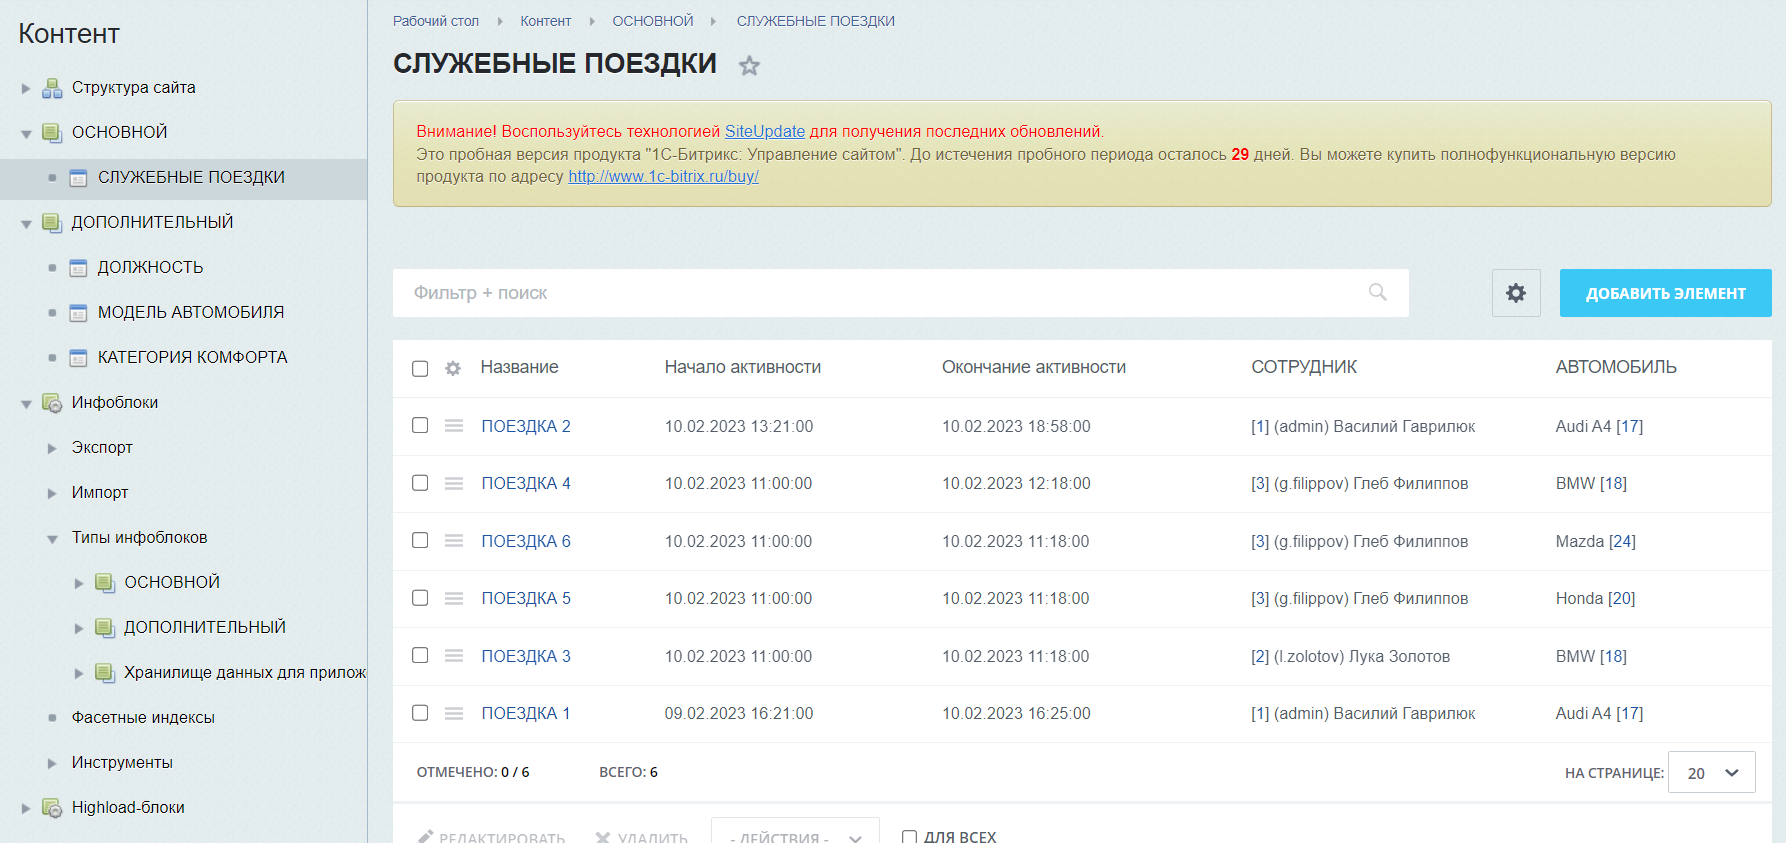 Контент
Структура сайта
ОСНОВНОЙ
СЛУЖЕБНЫЕ ПОЕЗДКИ
ДОПОЛНИТЕЛЬНЫЙ
ДОЛЖНОСТЬ
МОДЕЛЬ АВТОМОБИЛЯ
КАТЕГОРИЯ КОМФОРТА
Инфоблоки
Экспорт
Импорт
Типы инфоблоков
ОСНОВНОЙ
ДОПОЛНИТЕЛЬНЫЙ
Хранилище данных для прилож
Фасетные индексы
Инструменты
Highload-блоки
Рабочий стол Контент ОСНОВНОЙ СЛУЖЕБНЫЕ ПОЕЗДКИ
СЛУЖЕБНЫЕ ПОЕЗДКИ
Внимание! Воспользуйтесь технологией SiteUpdate для получения последних обновлений.
Это пробная версия продукта "1С-Битрикс: Управление сайтом". До истечения пробного периода осталось 29 дней. Вы можете купить полнофункциональную версию
продукта по адресу http://www.1c-bitrix.ru/buy/
Фильтр + поиск
ДОБАВИТЬ ЭЛЕМЕНТ
Название Начало активности Окончание активности СОТРУДНИК АВТОМОБИЛЬ
ПОЕЗДКА 2 10.02.2023 13:21:00 10.02.2023 18:58:00 [1] (admin) Василий Гаврилюк Audi A4 [17]
ПОЕЗДКА 4 10.02.2023 11:00:00 10.02.2023 12:18:00 [3] (g.filippov) Глеб Филиппов BMW [18]
ПОЕЗДКА 6 10.02.2023 11:00:00 10.02.2023 11:18:00 [3] (g.filippov) Глеб Филиппов Mazda [24]
ПОЕЗДКА 5 10.02.2023 11:00:00 10.02.2023 11:18:00 [3] (g.filippov) Глеб Филиппов Honda [20]
ПОЕЗДКА 3 10.02.2023 11:00:00 10.02.2023 11:18:00 [2] (l.zolotov) Лука Золотов BMW [18]
ПОЕЗДКА 1 09.02.2023 16:21:00 10.02.2023 16:25:00 [1] (admin) Василий Гаврилюк Audi A4 [17]
ОТМЕЧЕНО: 0 / 6 ВСЕГО: 6 НА СТРАНИЦЕ: 20
РЕДАКТИРОВАТЬ УДАЛИТЬ - ДЕЙСТВИЯ - ДЛЯ ВСЕХ